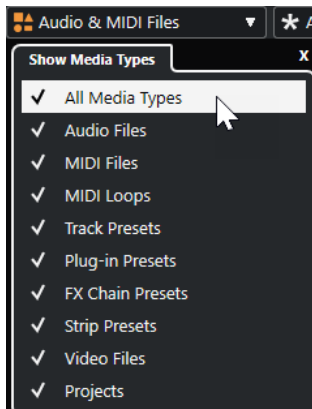 Audio & MIDI Files ▼ * A
Show Media Types x
✓ All Media Types
✓ Audio Files
✓ MIDI Files
✓ MIDI Loops
✓ Track Presets
✓ Plug-in Presets
✓ FX Chain Presets
✓ Strip Presets
✓ Video Files
✓ Projects